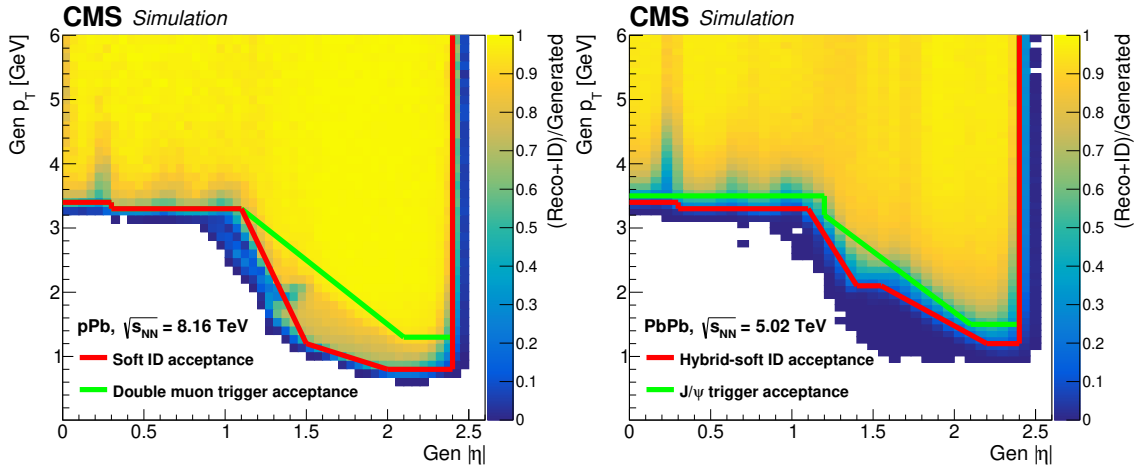 CMS Simulation
Gen p_T [GeV]
6
5
4
3
2
1
0
0 0.5 1 1.5 2 2.5
Gen |η|
pPb, √s_NN = 8.16 TeV
Soft ID acceptance
Double muon trigger acceptance
1
0.9
0.8
0.7
0.6
0.5
0.4
0.3
0.2
0.1
0
(Reco+ID)/Generated
CMS Simulation
Gen p_T [GeV]
6
5
4
3
2
1
0
0 0.5 1 1.5 2 2.5
Gen |η|
PbPb, √s_NN = 5.02 TeV
Hybrid-soft ID acceptance
J/ψ trigger acceptance
1
0.9
0.8
0.7
0.6
0.5
0.4
0.3
0.2
0.1
0
(Reco+ID)/Generated